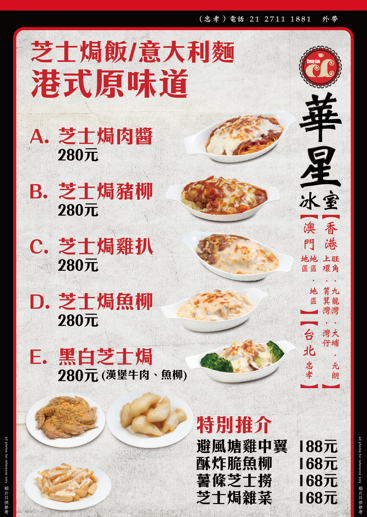 (忠孝)電話 21 2711 1881 外帶
芝士焗飯/意大利麵
港式原味道
華星
冰室
【香港 旺角．九龍灣．大埔．元朗
上環．筲箕灣．灣仔】
【澳門 地區 地區．地區】
【台北 忠孝】
A. 芝士焗肉醬
280元
B. 芝士焗豬柳
280元
C. 芝士焗雞扒
280元
D. 芝士焗魚柳
280元
E. 黑白芝士焗
280元 (漢堡牛肉、魚柳)
特別推介
避風塘雞中翼 188元
酥炸脆魚柳 168元
薯條芝士撈 168元
芝士焗雜菜 168元